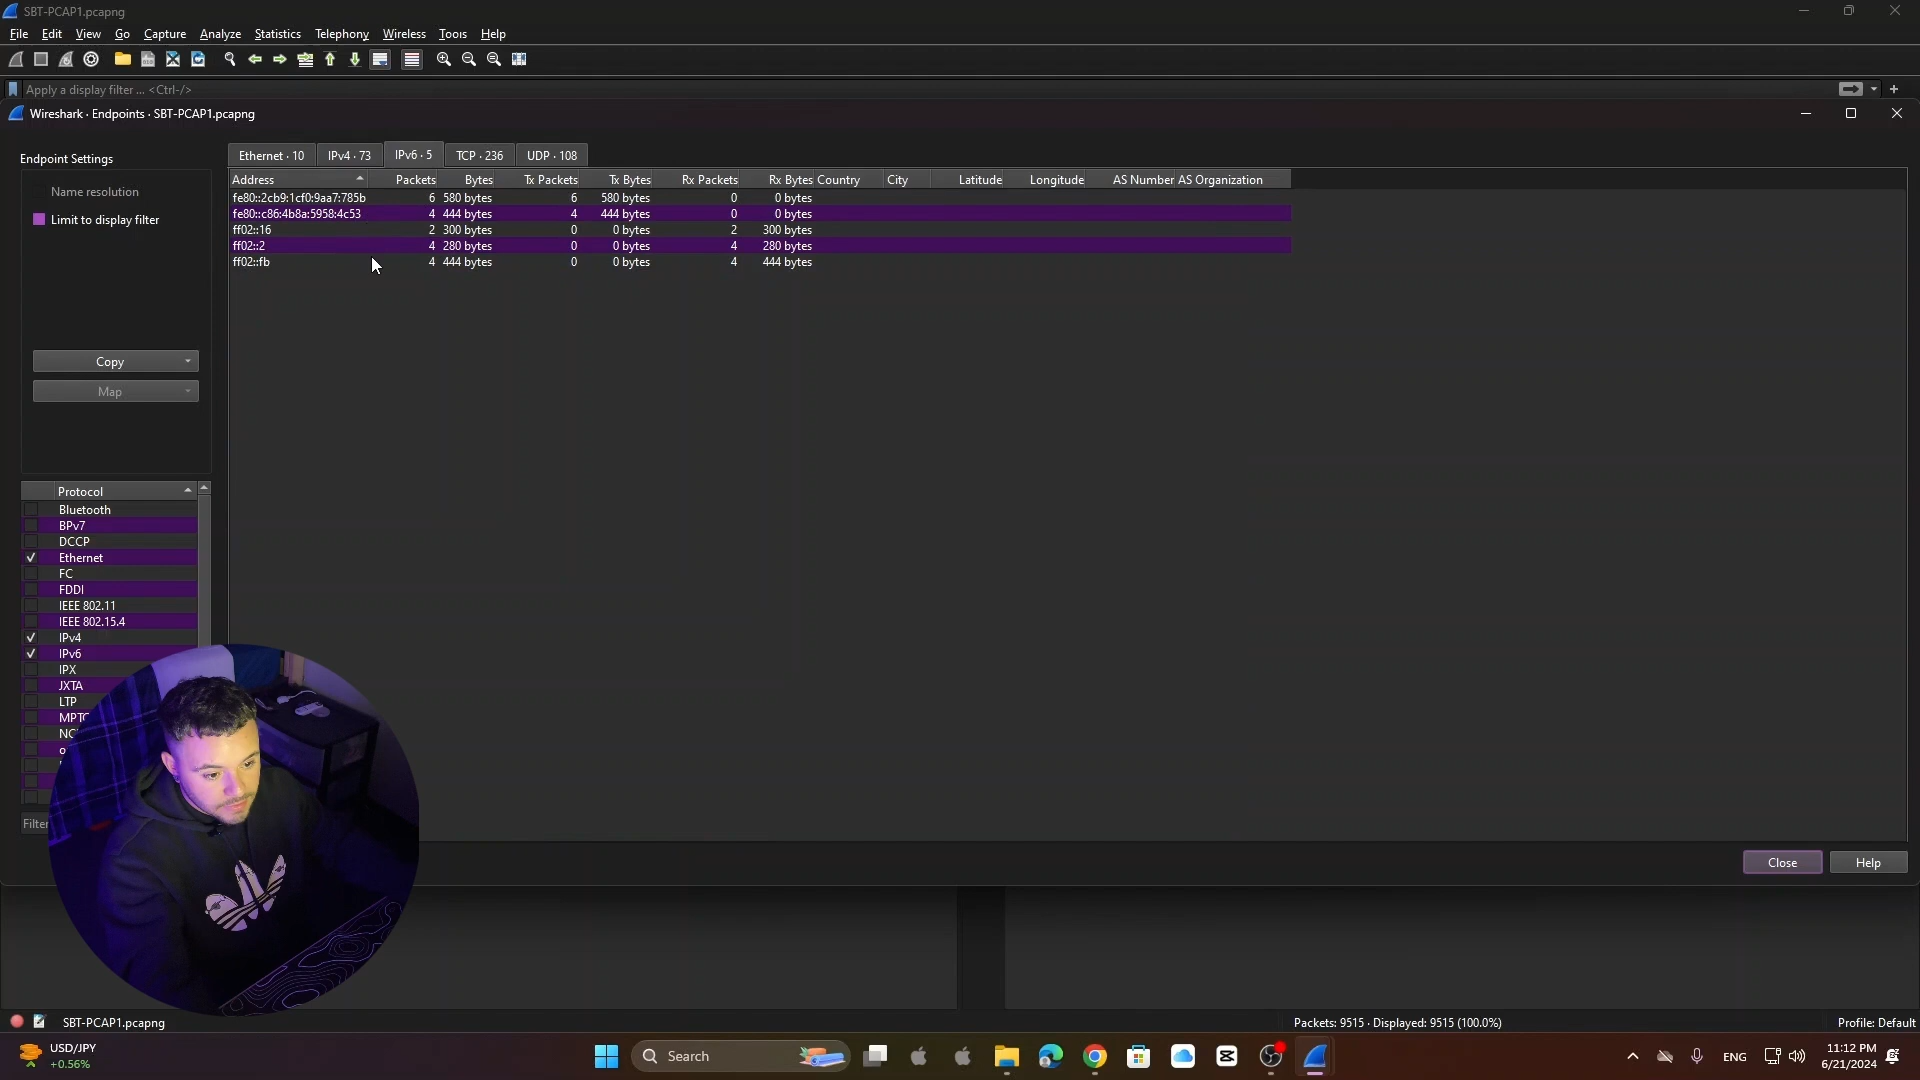 SBT-PCAP1.pcapng
File Edit View Go Capture Analyze Statistics Telephony Wireless Tools Help
Apply a display filter ... <Ctrl-/>
Wireshark · Endpoints · SBT-PCAP1.pcapng
Endpoint Settings
Name resolution
Limit to display filter
Copy
Map
Protocol
Bluetooth
BPv7
DCCP
Ethernet
FC
FDDI
IEEE 802.11
IEEE 802.15.4
IPv4
IPv6
IPX
JXTA
LTP
MPTC
NC
Filter
Ethernet · 10 IPv4 · 73 IPv6 · 5 TCP · 236 UDP · 108
Address Packets Bytes Tx Packets Tx Bytes Rx Packets Rx Bytes Country City Latitude Longitude AS Number AS Organization
fe80::2cb9:1cf0:9aa7:785b 6 580 bytes 6 580 bytes 0 0 bytes
fe80::c86:4b8a:5958:4c53 4 444 bytes 4 444 bytes 0 0 bytes
ff02::16 2 300 bytes 0 0 bytes 2 300 bytes
ff02::2 4 280 bytes 0 0 bytes 4 280 bytes
ff02::fb 4 444 bytes 0 0 bytes 4 444 bytes
Close Help
SBT-PCAP1.pcapng Packets: 9515 · Displayed: 9515 (100.0%) Profile: Default
USD/JPY
+0.56%
Search
ENG
11:12 PM
6/21/2024